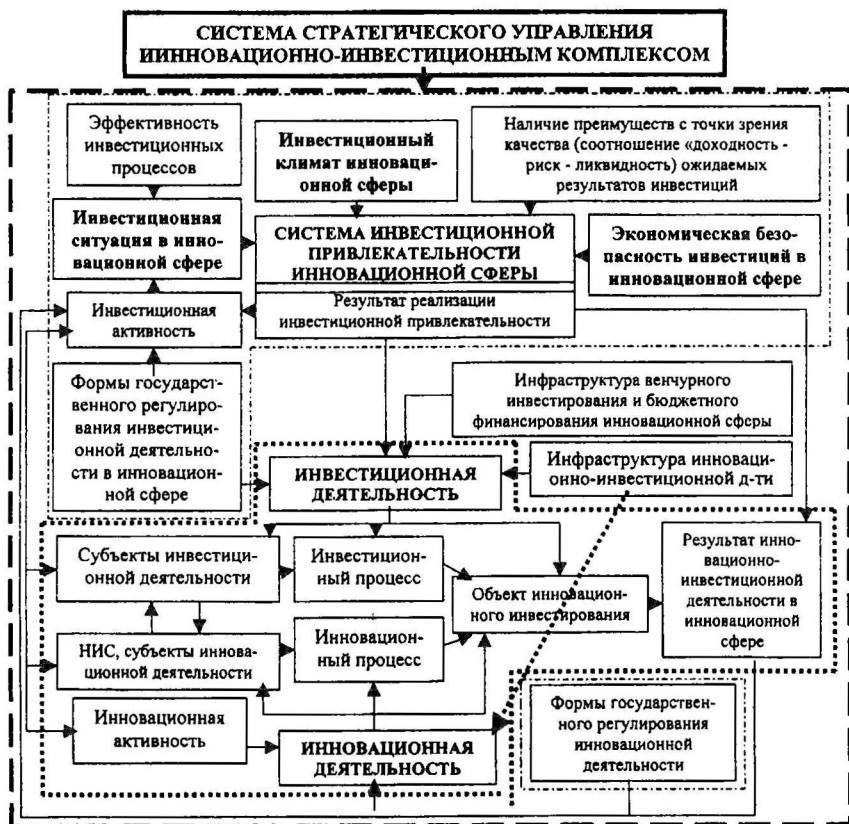 СИСТЕМА СТРАТЕГИЧЕСКОГО УПРАВЛЕНИЯ
ИИННОВАЦИОННО-ИНВЕСТИЦИОННЫМ КОМПЛЕКСОМ
Эффективность
инвестиционных
процессов
Инвестиционный
климат инноваци-
онной сферы
Наличие преимуществ с точки зрения
качества (соотношение «доходность -
риск - ликвидность) ожидаемых
результатов инвестиций
Инвестиционная
ситуация в инно-
вационной сфере
СИСТЕМА ИНВЕСТИЦИОННОЙ
ПРИВЛЕКАТЕЛЬНОСТИ
ИННОВАЦИОННОЙ СФЕРЫ
Экономическая безо-
пасность инвестиций в
инновационной сфере
Инвестиционная
активность
Результат реализации
инвестиционной привлекательности
Формы государст-
венного регулиро-
вания инвестици-
онной деятельно-
сти в инновацион-
ной сфере
Инфраструктура венчурного
инвестирования и бюджетного
финансирования инновационной сферы
ИНВЕСТИЦИОННАЯ
ДЕЯТЕЛЬНОСТЬ
Инфраструктура инноваци-
онно-инвестиционной д-ти
Субъекты инвестици-
онной деятельности
Инвестицион-
ный процесс
Объект инновацион-
ного инвестирования
Результат инно-
вационно-
инвестиционной
деятельности в
инновационной
сфере
НИС, субъекты иннова-
ционной деятельности
Инновацион-
ный процесс
Инновационная
активность
ИННОВАЦИОННАЯ
ДЕЯТЕЛЬНОСТЬ
Формы государствен-
ного регулирования
инновационной
деятельности